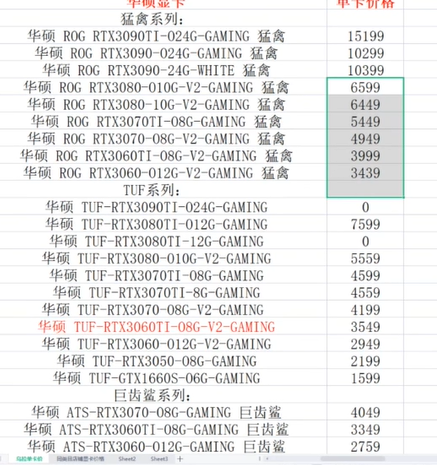 华硕显卡 单卡价格
猛禽系列:
华硕 ROG RTX3090TI-O24G-GAMING 猛禽 15199
华硕 ROG RTX3090-O24G-GAMING 猛禽 10299
华硕 ROG RTX3090-24G-WHITE 猛禽 10399
华硕 ROG RTX3080-O10G-V2-GAMING 猛禽 6599
华硕 ROG RTX3080-10G-V2-GAMING 猛禽 6449
华硕 ROG RTX3070TI-O8G-GAMING 猛禽 5449
华硕 ROG RTX3070-O8G-V2-GAMING 猛禽 4949
华硕 ROG RTX3060TI-O8G-V2-GAMING 猛禽 3999
华硕 ROG RTX3060-O12G-V2-GAMING 猛禽 3439
TUF系列:
华硕 TUF-RTX3090TI-O24G-GAMING 0
华硕 TUF-RTX3080TI-O12G-GAMING 7599
华硕 TUF-RTX3080TI-12G-GAMING 0
华硕 TUF-RTX3080-O10G-V2-GAMING 5559
华硕 TUF-RTX3070TI-O8G-GAMING 4599
华硕 TUF-RTX3070TI-8G-GAMING 4559
华硕 TUF-RTX3070-O8G-V2-GAMING 4199
华硕 TUF-RTX3060TI-O8G-V2-GAMING 3549
华硕 TUF-RTX3060-O12G-V2-GAMING 2949
华硕 TUF-RTX3050-O8G-GAMING 2199
华硕 TUF-GTX1660S-O6G-GAMING 1599
巨齿鲨系列:
华硕 ATS-RTX3070-O8G-GAMING 巨齿鲨 4049
华硕 ATS-RTX3060TI-O8G-GAMING 巨齿鲨 3349
华硕 ATS-RTX3060-O12G-GAMING 巨齿鲨 2759
Sheet2 Sheet3